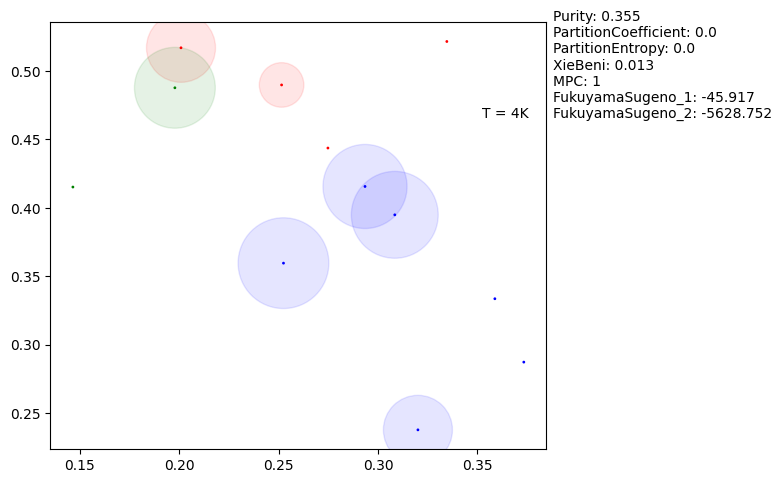 Purity: 0.355
PartitionCoefficient: 0.0
PartitionEntropy: 0.0
XieBeni: 0.013
MPC: 1
FukuyamaSugeno_1: -45.917
FukuyamaSugeno_2: -5628.752
T = 4K
0.50
0.45
0.40
0.35
0.30
0.25
0.15 0.20 0.25 0.30 0.35